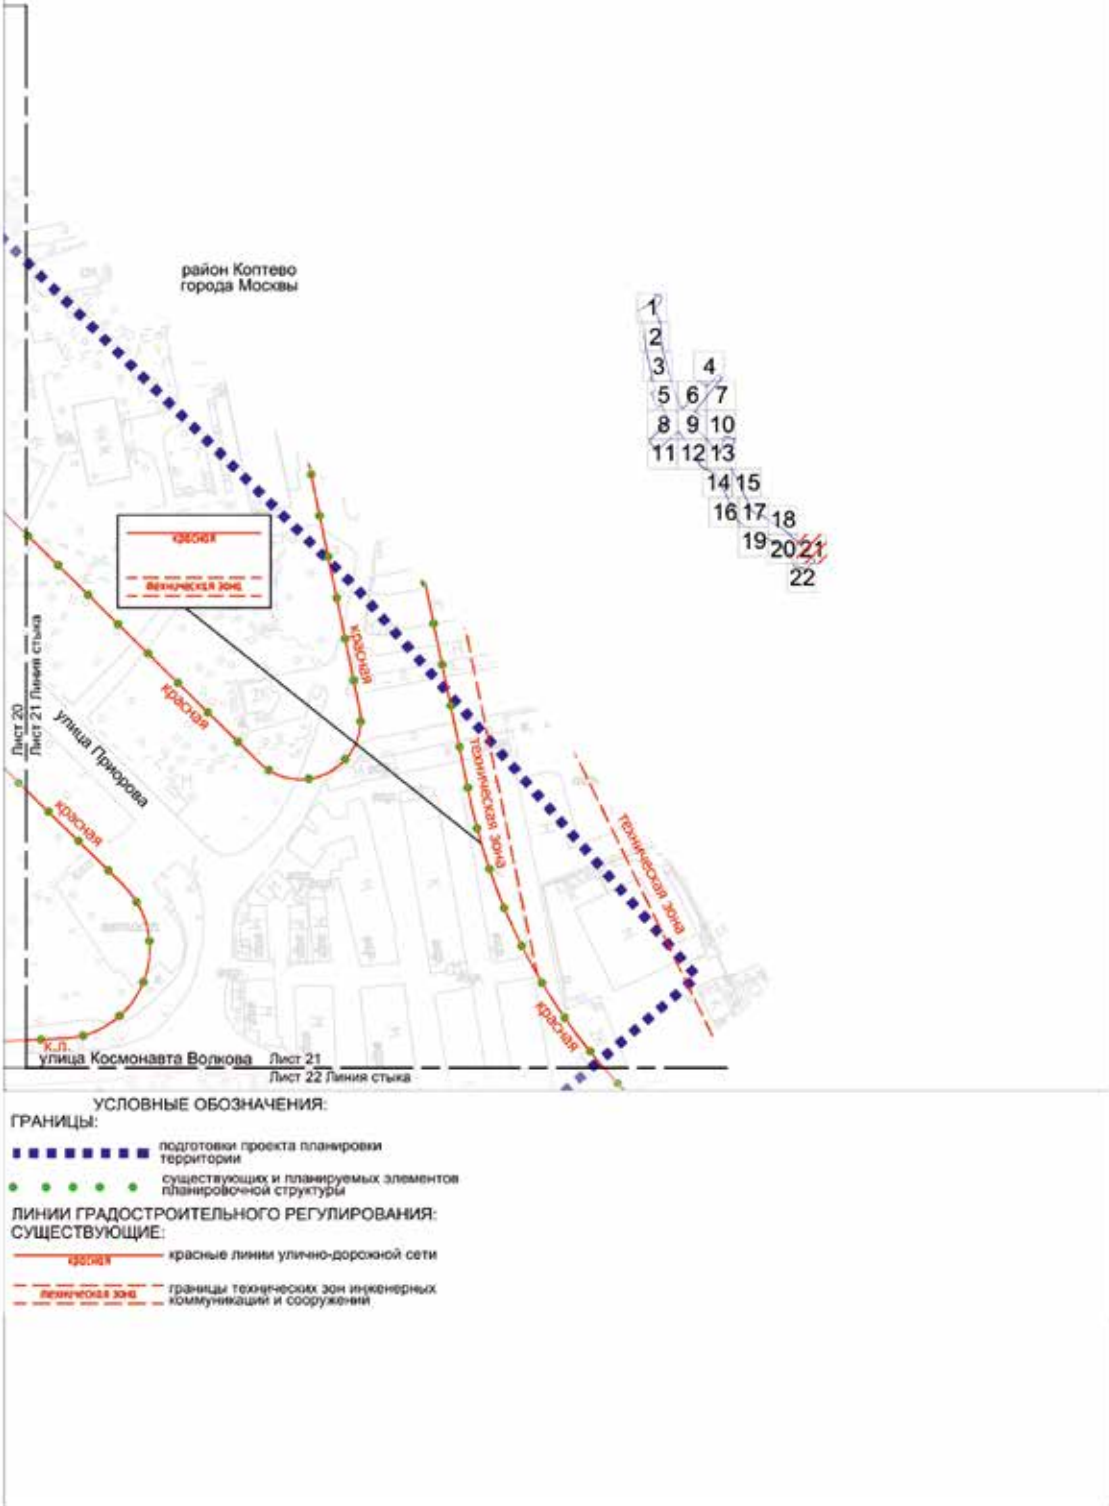 район Коптево
города Москвы
1
2
3
4
5
6
7
8
9
10
11
12
13
14
15
16
17
18
19
20
21
22
красная
техническая зона
красная
красная
техническая зона
техническая зона
Лист 20
Лист 21 Линия стыка
улица Приорова
красная
красная
к.л.
улица Космонавта Волкова
Лист 21
Лист 22 Линия стыка
УСЛОВНЫЕ ОБОЗНАЧЕНИЯ:
ГРАНИЦЫ:
подготовки проекта планировки
территории
существующих и планируемых элементов
планировочной структуры
ЛИНИИ ГРАДОСТРОИТЕЛЬНОГО РЕГУЛИРОВАНИЯ:
СУЩЕСТВУЮЩИЕ:
красная
красные линии улично-дорожной сети
техническая зона
границы технических зон инженерных
коммуникаций и сооружений